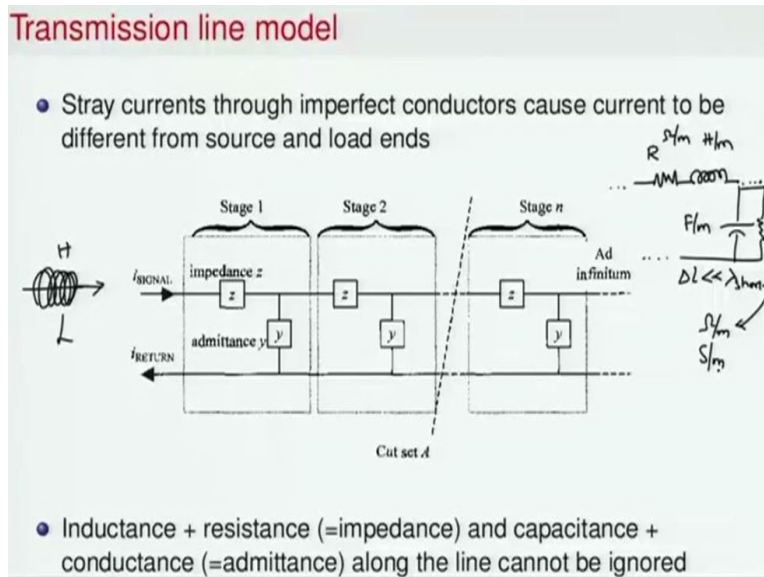 Transmission line model
Stray currents through imperfect conductors cause current to be
different from source and load ends
R Ω/m H/m
Stage 1 Stage 2 Stage n
F/m
H
Ad
infinitum
iSIGNAL impedance z
z z z
Δl <<
L
admittance y y y y
Ω/m
iRETURN
S/m
Cut set A
Inductance + resistance (=impedance) and capacitance +
conductance (=admittance) along the line cannot be ignored